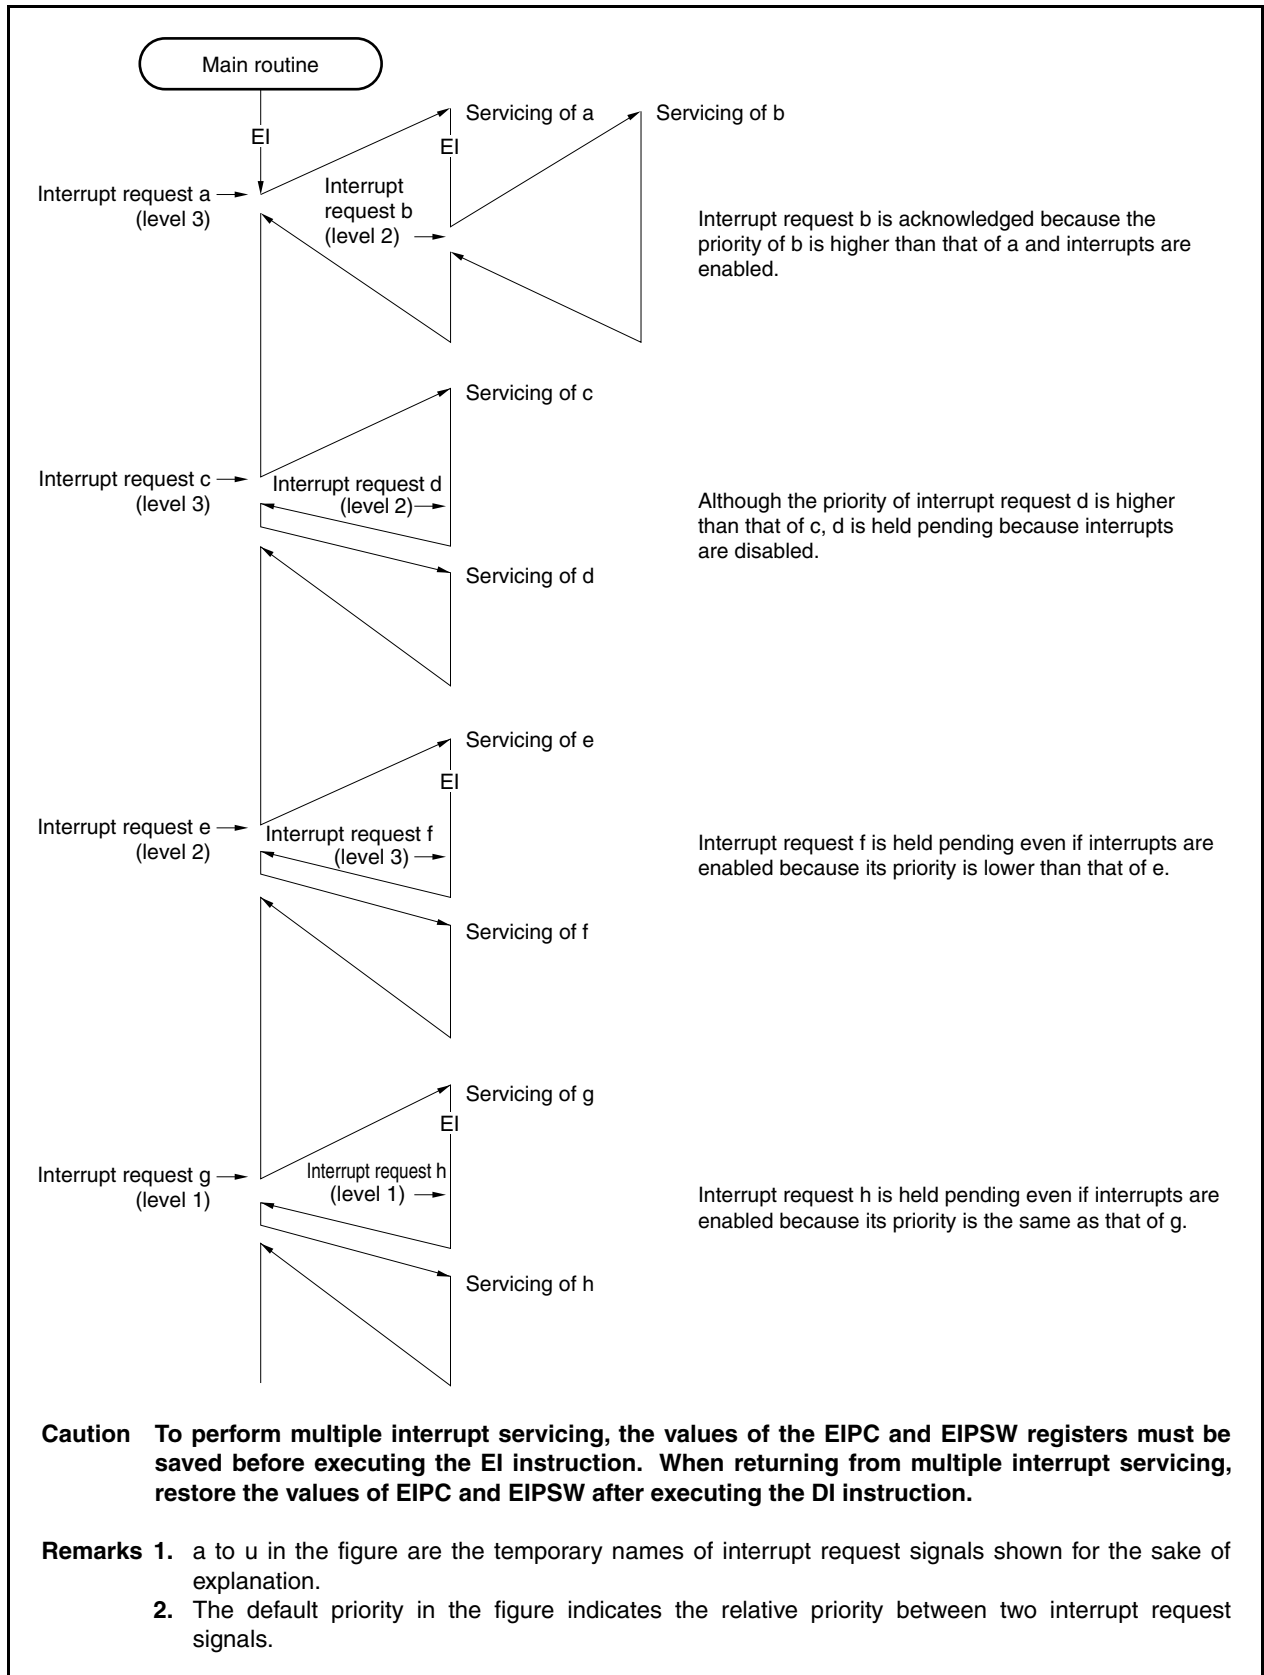 Main routine
EI
Servicing of a
EI
Servicing of b
Interrupt request a
(level 3)
Interrupt
request b
(level 2)
Interrupt request b is acknowledged because the
priority of b is higher than that of a and interrupts are
enabled.
Servicing of c
Interrupt request c
(level 3)
Interrupt request d
(level 2)
Although the priority of interrupt request d is higher
than that of c, d is held pending because interrupts
are disabled.
Servicing of d
Servicing of e
EI
Interrupt request e
(level 2)
Interrupt request f
(level 3)
Interrupt request f is held pending even if interrupts are
enabled because its priority is lower than that of e.
Servicing of f
Servicing of g
EI
Interrupt request g
(level 1)
Interrupt request h
(level 1)
Interrupt request h is held pending even if interrupts are
enabled because its priority is the same as that of g.
Servicing of h
Caution To perform multiple interrupt servicing, the values of the EIPC and EIPSW registers must be
saved before executing the EI instruction. When returning from multiple interrupt servicing,
restore the values of EIPC and EIPSW after executing the DI instruction.
Remarks 1. a to u in the figure are the temporary names of interrupt request signals shown for the sake of
explanation.
2. The default priority in the figure indicates the relative priority between two interrupt request
signals.